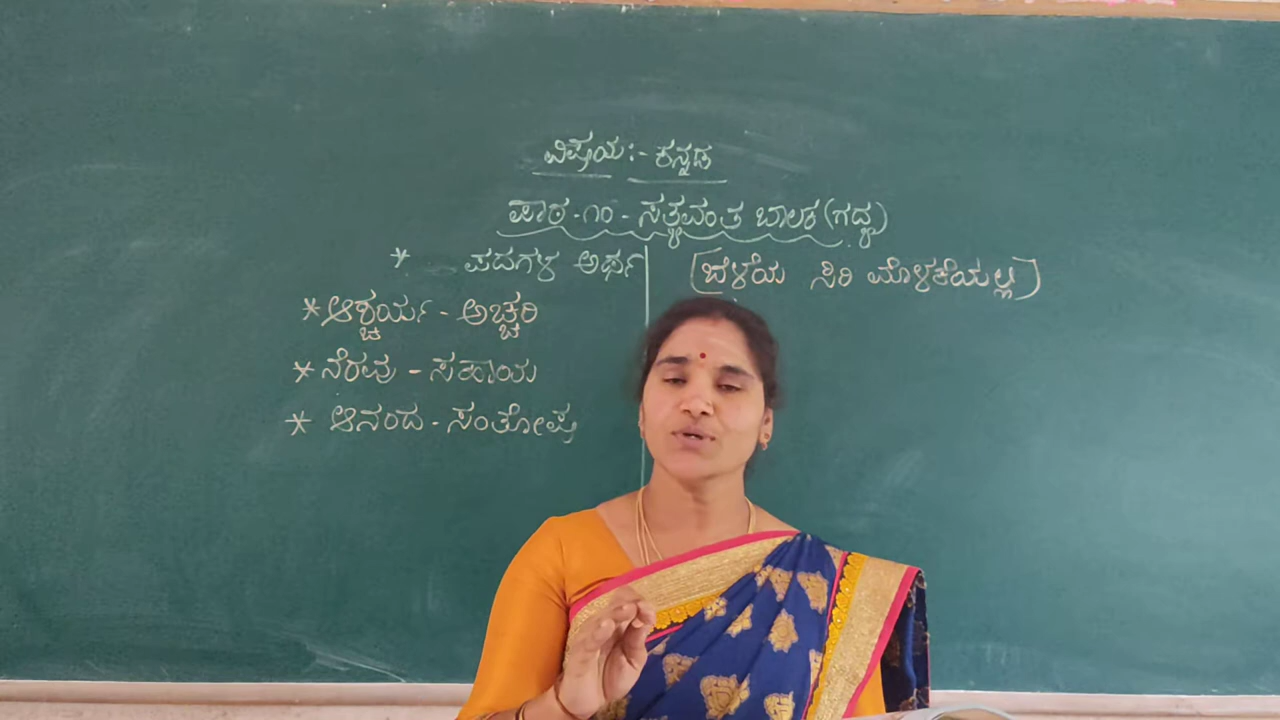 ವಿಷಯ:- ಕನ್ನಡ
ಪಾಠ-೧೦ - ಸತ್ಯವಂತ ಬಾಲಕ (ಗದ್ಯ)
* ಪದಗಳ ಅರ್ಥ
[ಬೆಳೆಯ ಸಿರಿ ಮೊಳಕೆಯಲ್ಲಿ]
* ಆಶ್ಚರ್ಯ - ಅಚ್ಚರಿ
* ನೆರವು - ಸಹಾಯ
* ಆನಂದ - ಸಂತೋಷ